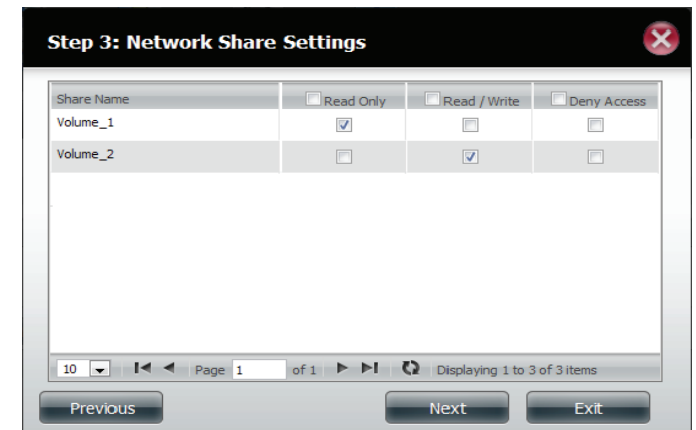 Step 3: Network Share Settings
Share Name Read Only Read / Write Deny Access
Volume_1
Volume_2
10 Page 1 of 1 Displaying 1 to 3 of 3 items
Previous Next Exit